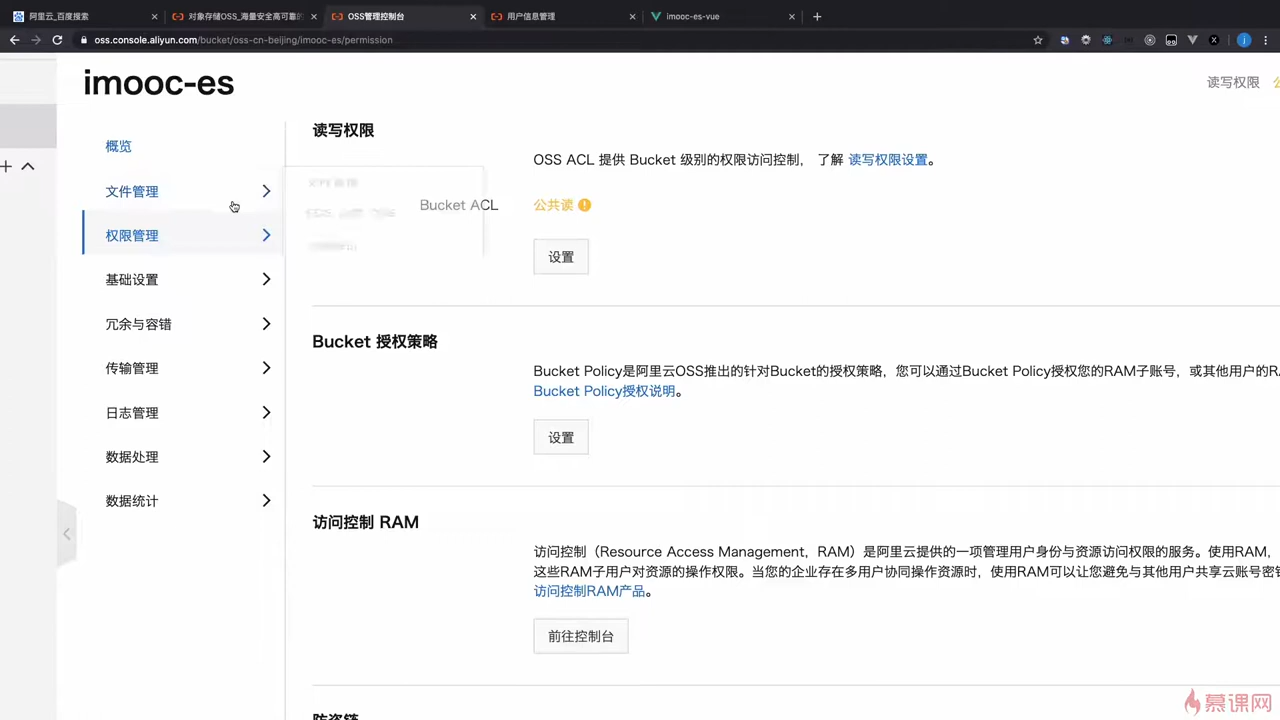 阿里云_百度搜索
对象存储OSS_海量安全高可靠的
OSS管理控制台
用户信息管理
imooc-es-vue
oss.console.aliyun.com/bucket/oss-cn-beijing/imooc-es/permission
imooc-es
读写权限
概览
文件管理
权限管理
基础设置
冗余与容错
传输管理
日志管理
数据处理
数据统计
读写权限
OSS ACL 提供 Bucket 级别的权限访问控制， 了解 读写权限设置。
Bucket ACL
公共读
设置
Bucket 授权策略
Bucket Policy是阿里云OSS推出的针对Bucket的授权策略，您可以通过Bucket Policy授权您的RAM子账号，或其他用户的RA
Bucket Policy授权说明。
设置
访问控制 RAM
访问控制（Resource Access Management，RAM）是阿里云提供的一项管理用户身份与资源访问权限的服务。使用RAM，
这些RAM子用户对资源的操作权限。当您的企业存在多用户协同操作资源时，使用RAM可以让您避免与其他用户共享云账号密钥
访问控制RAM产品。
前往控制台
防盗链
慕课网